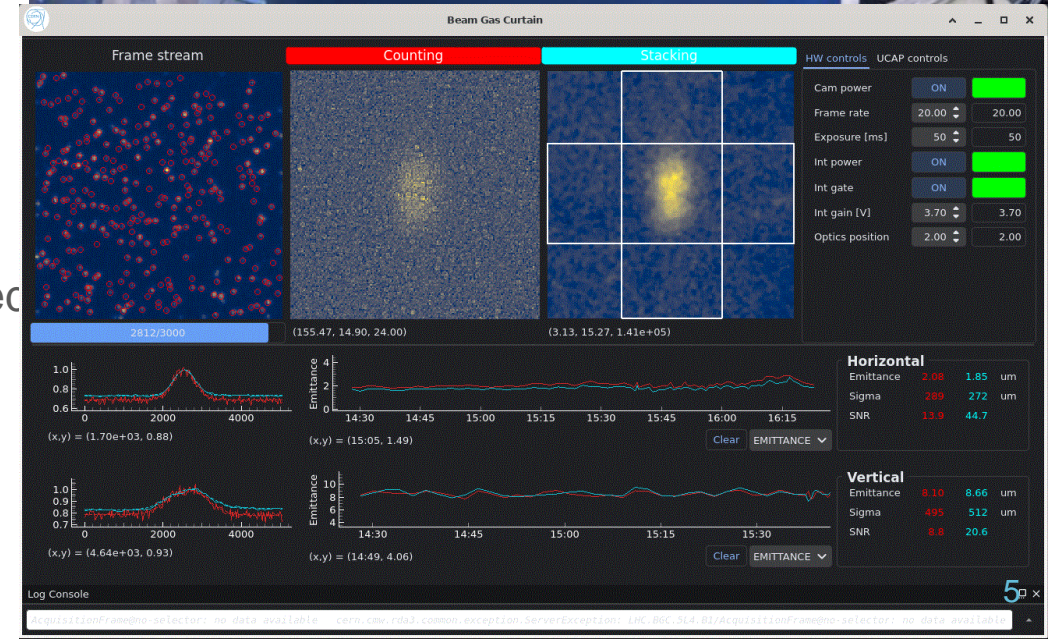 CERN
Beam Gas Curtain
Frame stream
Counting
Stacking
HW controls UCAP controls
Cam power ON
Frame rate 20.00 20.00
Exposure [ms] 50 50
Int power ON
Int gate ON
Int gain [V] 3.70 3.70
Optics position 2.00 2.00
ec
2812/3000
(155.47, 14.90, 24.00)
(3.13, 15.27, 1.41e+05)
1.0
0.8
0.6
0 2000 4000
(x,y) = (1.70e+03, 0.88)
Emittance
4
2
0
14:30 14:45 15:00 15:15 15:30 15:45 16:00 16:15
(x,y) = (15:05, 1.49)
Clear EMITTANCE
Horizontal
Emittance 2.08 1.85 um
Sigma 289 272 um
SNR 13.9 44.7
1.0
0.9
0.8
0.7
0 2000 4000
(x,y) = (4.64e+03, 0.93)
Emittance
10
8
6
4
14:30 14:45 15:00 15:15 15:30
(x,y) = (14:49, 4.06)
Clear EMITTANCE
Vertical
Emittance 8.10 8.66 um
Sigma 495 512 um
SNR 8.8 20.6
Log Console
5
AcquisitionFrame@no-selector: no data available cern.cmw.rda3.common.exception.ServerException: LHC.BGC.5L4.B1/AcquisitionFrame@no-selector: no data available